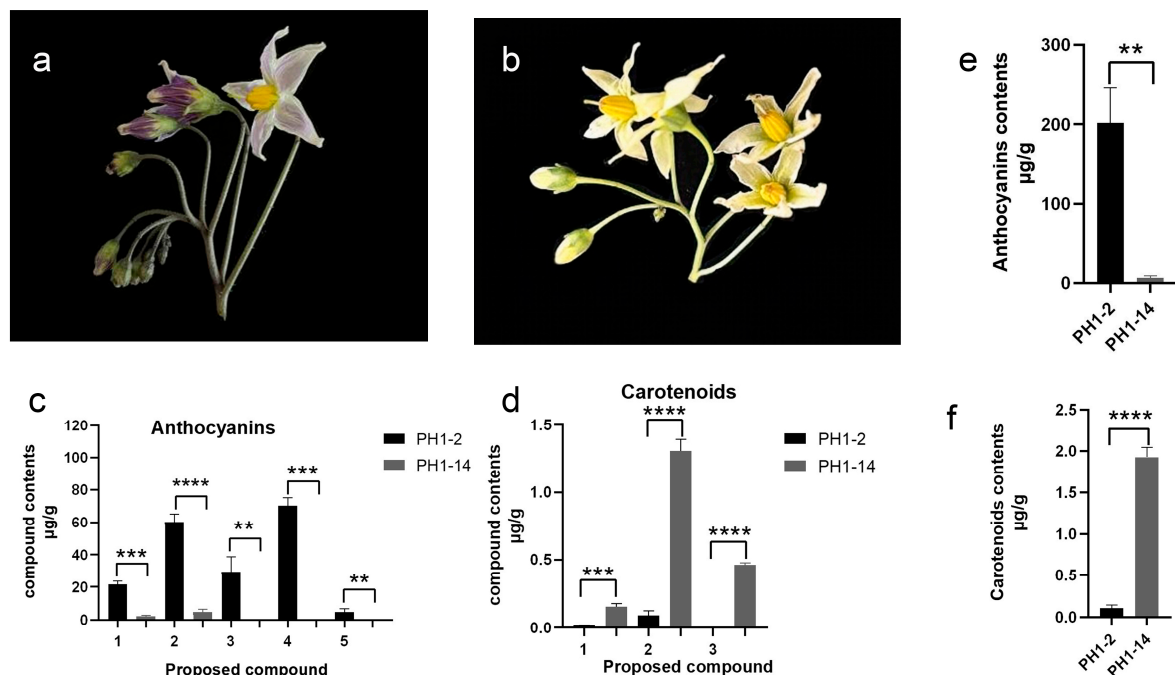 a
b
e
300
200
100
0
Anthocyanins contents
µg/g
**
PH1-2
PH1-14
c
Anthocyanins
120
100
80
60
40
20
0
compound contents
µg/g
***
****
**
***
**
1 2 3 4 5
Proposed compound
PH1-2
PH1-14
d
Carotenoids
1.5
1.0
0.5
0.0
compound contents
µg/g
***
****
****
1 2 3
Proposed compound
PH1-2
PH1-14
f
2.5
2.0
1.5
1.0
0.5
0.0
Carotenoids contents
µg/g
****
PH1-2
PH1-14